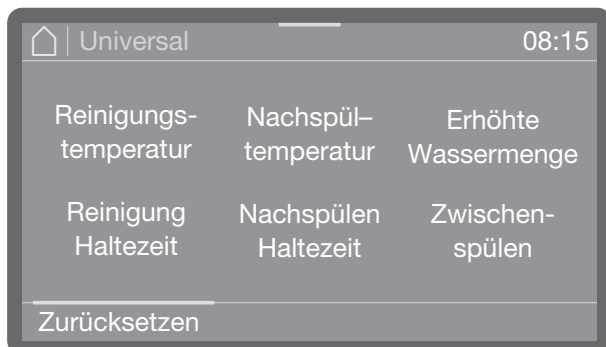 Universal 08:15
Reinigungs- Nachspül– Erhöhte
temperatur temperatur Wassermenge
Reinigung Nachspülen Zwischen-
Haltezeit Haltezeit spülen
Zurücksetzen